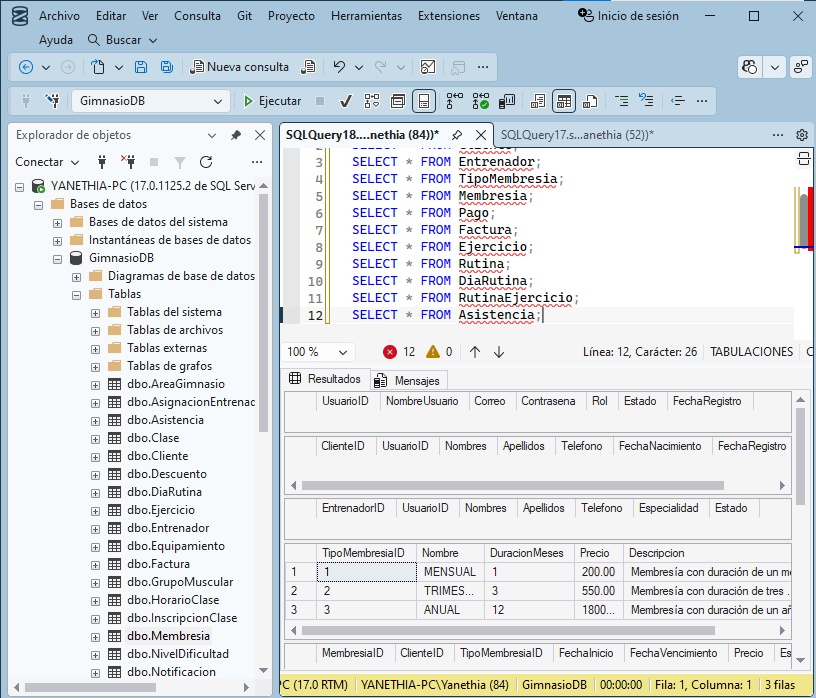 Archivo Editar Ver Consulta Git Proyecto Herramientas Extensiones Ventana Inicio de sesión
Ayuda Buscar
Nueva consulta
GimnasioDB Ejecutar
Explorador de objetos
Conectar
YANETHIA-PC (17.0.1125.2 de SQL Serv
Bases de datos
Bases de datos del sistema
Instantáneas de bases de datos
GimnasioDB
Diagramas de base de datos
Tablas
Tablas del sistema
Tablas de archivos
Tablas externas
Tablas de grafos
dbo.AreaGimnasio
dbo.AsignacionEntrenad
dbo.Asistencia
dbo.Clase
dbo.Cliente
dbo.Descuento
dbo.DiaRutina
dbo.Ejercicio
dbo.Entrenador
dbo.Equipamiento
dbo.Factura
dbo.GrupoMuscular
dbo.HorarioClase
dbo.InscripcionClase
dbo.Membresia
dbo.NivelDificultad
dbo.Notificacion
SQLQuery18....nethia (84))* SQLQuery17.s...anethia (52))*
3 SELECT * FROM Entrenador;
4 SELECT * FROM TipoMembresia;
5 SELECT * FROM Membresia;
6 SELECT * FROM Pago;
7 SELECT * FROM Factura;
8 SELECT * FROM Ejercicio;
9 SELECT * FROM Rutina;
10 SELECT * FROM DiaRutina;
11 SELECT * FROM RutinaEjercicio;
12 SELECT * FROM Asistencia;
100 % 12 0 Línea: 12, Carácter: 26 TABULACIONES
Resultados Mensajes
UsuarioID NombreUsuario Correo Contrasena Rol Estado FechaRegistro
ClienteID UsuarioID Nombres Apellidos Telefono FechaNacimiento FechaRegistro
EntrenadorID UsuarioID Nombres Apellidos Telefono Especialidad Estado
TipoMembresiaID Nombre DuracionMeses Precio Descripcion
1 1 MENSUAL 1 200.00 Membresía con duración de un me
2 2 TRIMES... 3 550.00 Membresía con duración de tres
3 3 ANUAL 12 1800... Membresía con duración de un añ
MembresiaID ClienteID TipoMembresiaID FechaInicio FechaVencimiento Precio Es
PC (17.0 RTM) YANETHIA-PC\Yanethia (84) GimnasioDB 00:00:00 Fila: 1, Columna: 1 3 filas